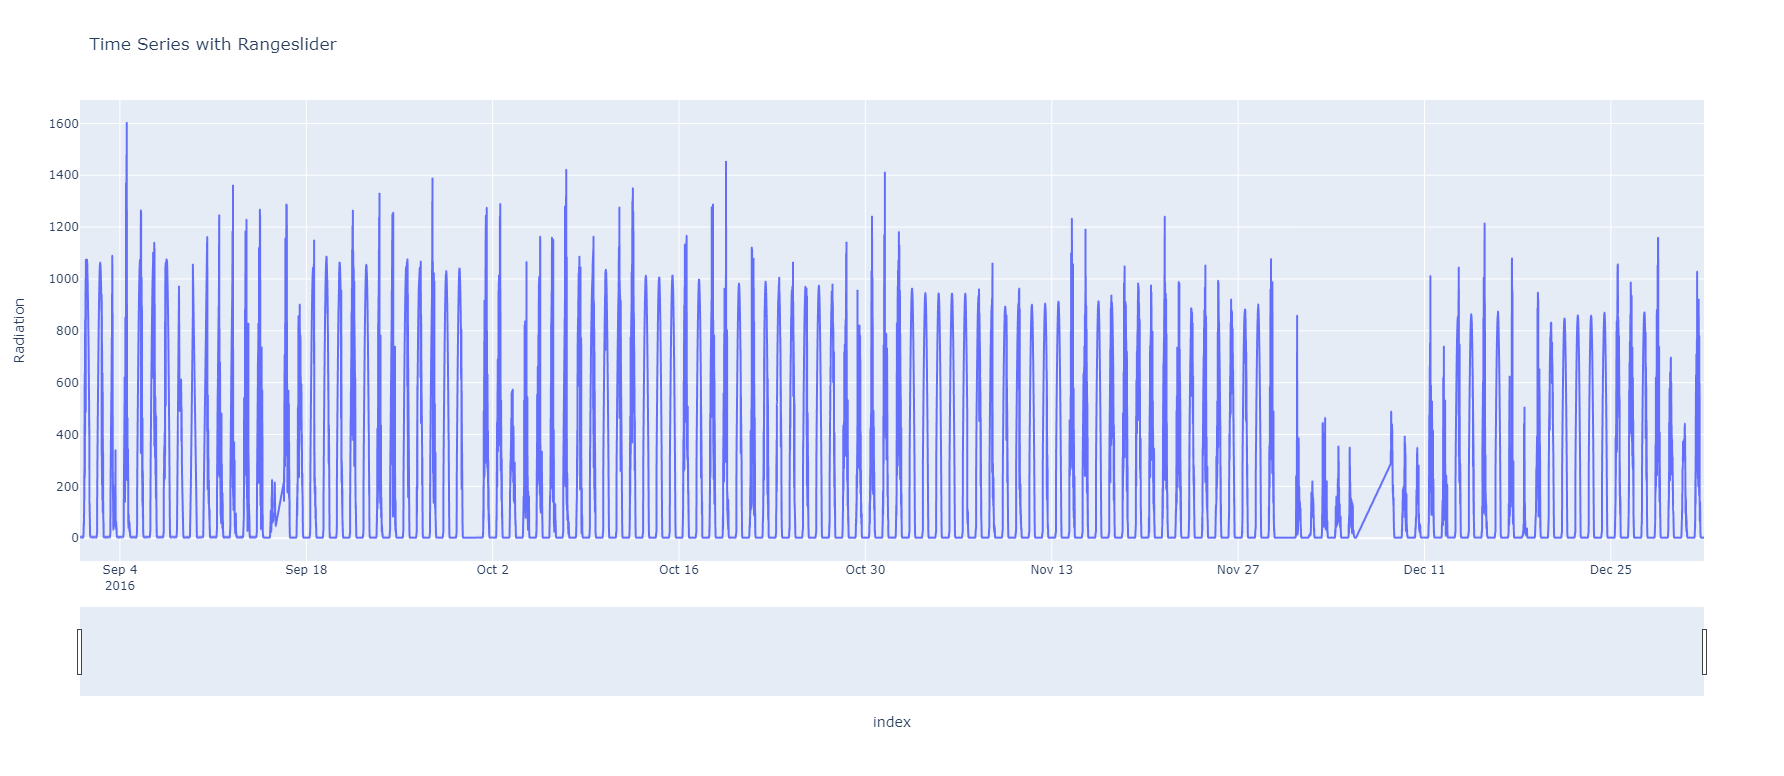 Time Series with Rangeslider
Radiation
1600
1400
1200
1000
800
600
400
200
0
Sep 4
2016
Sep 18
Oct 2
Oct 16
Oct 30
Nov 13
Nov 27
Dec 11
Dec 25
index